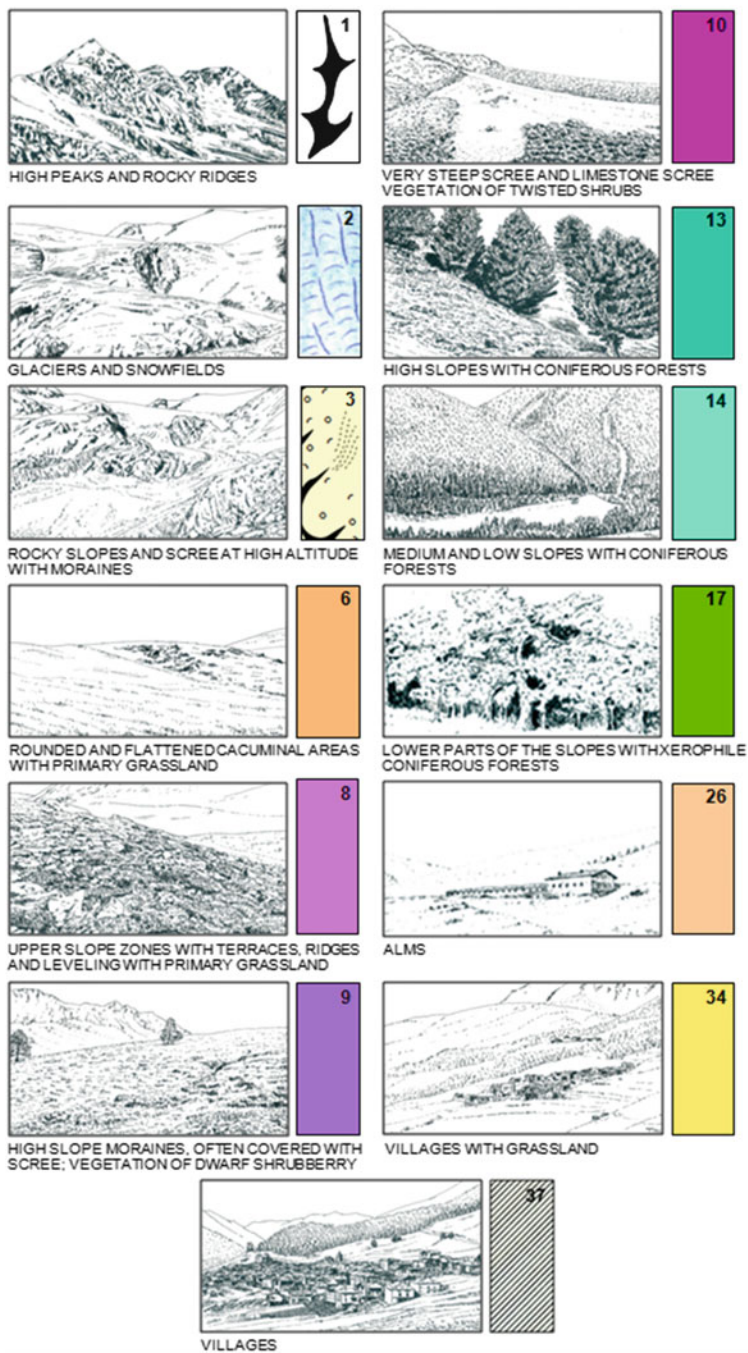 1
HIGH PEAKS AND ROCKY RIDGES
10
VERY STEEP SCREE AND LIMESTONE SCREE
VEGETATION OF TWISTED SHRUBS
2
GLACIERS AND SNOWFIELDS
13
HIGH SLOPES WITH CONIFEROUS FORESTS
3
ROCKY SLOPES AND SCREE AT HIGH ALTITUDE
WITH MORAINES
14
MEDIUM AND LOW SLOPES WITH CONIFEROUS
FORESTS
6
ROUNDED AND FLATTENED CACUMINAL AREAS
WITH PRIMARY GRASSLAND
17
LOWER PARTS OF THE SLOPES WITH XEROPHILE
CONIFEROUS FORESTS
8
UPPER SLOPE ZONES WITH TERRACES, RIDGES
AND LEVELING WITH PRIMARY GRASSLAND
26
ALMS
9
HIGH SLOPE MORAINES, OFTEN COVERED WITH
SCREE; VEGETATION OF DWARF SHRUBBERY
34
VILLAGES WITH GRASSLAND
37
VILLAGES